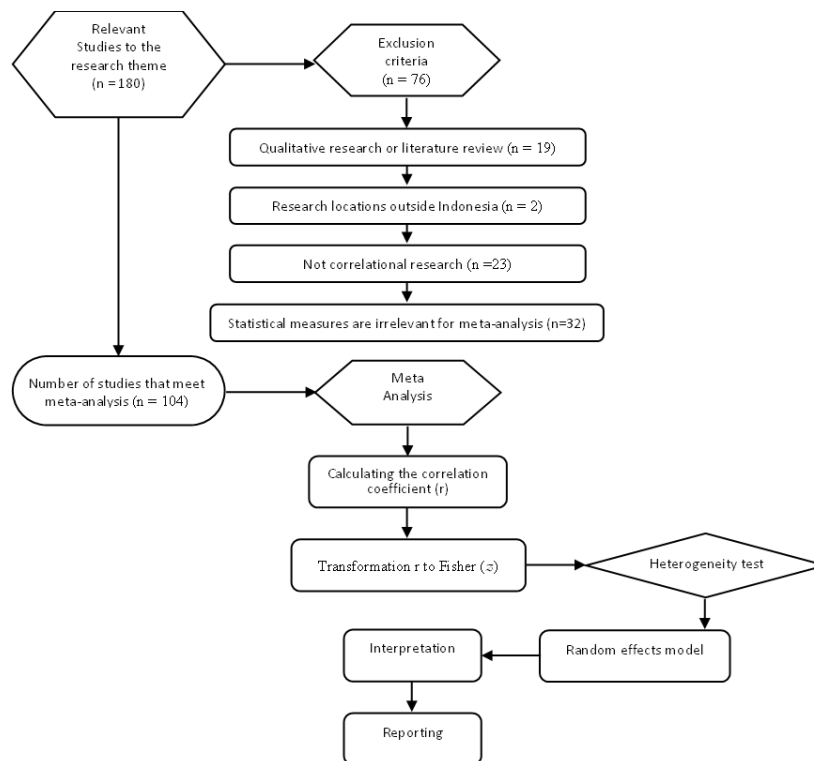 Relevant
Studies to the
research theme
(n = 180)
Exclusion
criteria
(n = 76)
Qualitative research or literature review (n = 19)
Research locations outside Indonesia (n = 2)
Not correlational research (n =23)
Statistical measures are irrelevant for meta-analysis (n=32)
Number of studies that meet
meta-analysis (n = 104)
Meta
Analysis
Calculating the correlation
coefficient (r)
Transformation r to Fisher (z)
Heterogeneity test
Random effects model
Interpretation
Reporting